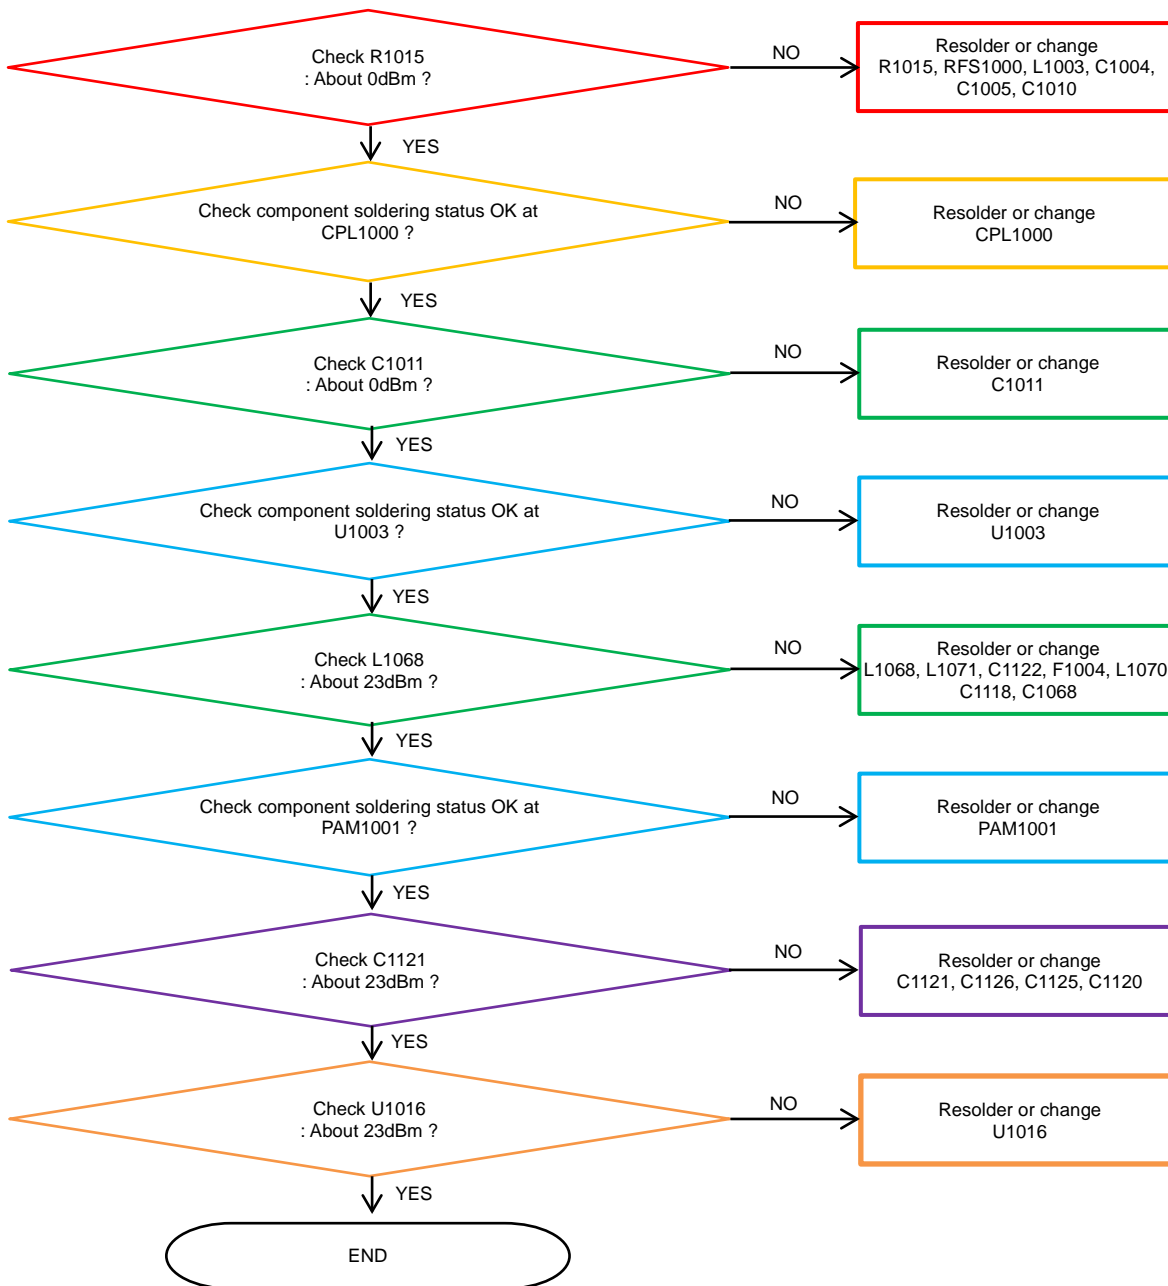 Check R1015
: About 0dBm ?
NO
Resolder or change
R1015, RFS1000, L1003, C1004,
C1005, C1010
YES
Check component soldering status OK at
CPL1000 ?
NO
Resolder or change
CPL1000
YES
Check C1011
: About 0dBm ?
NO
Resolder or change
C1011
YES
Check component soldering status OK at
U1003 ?
NO
Resolder or change
U1003
YES
Check L1068
: About 23dBm ?
NO
Resolder or change
L1068, L1071, C1122, F1004, L1070
C1118, C1068
YES
Check component soldering status OK at
PAM1001 ?
NO
Resolder or change
PAM1001
YES
Check C1121
: About 23dBm ?
NO
Resolder or change
C1121, C1126, C1125, C1120
YES
Check U1016
: About 23dBm ?
NO
Resolder or change
U1016
YES
END